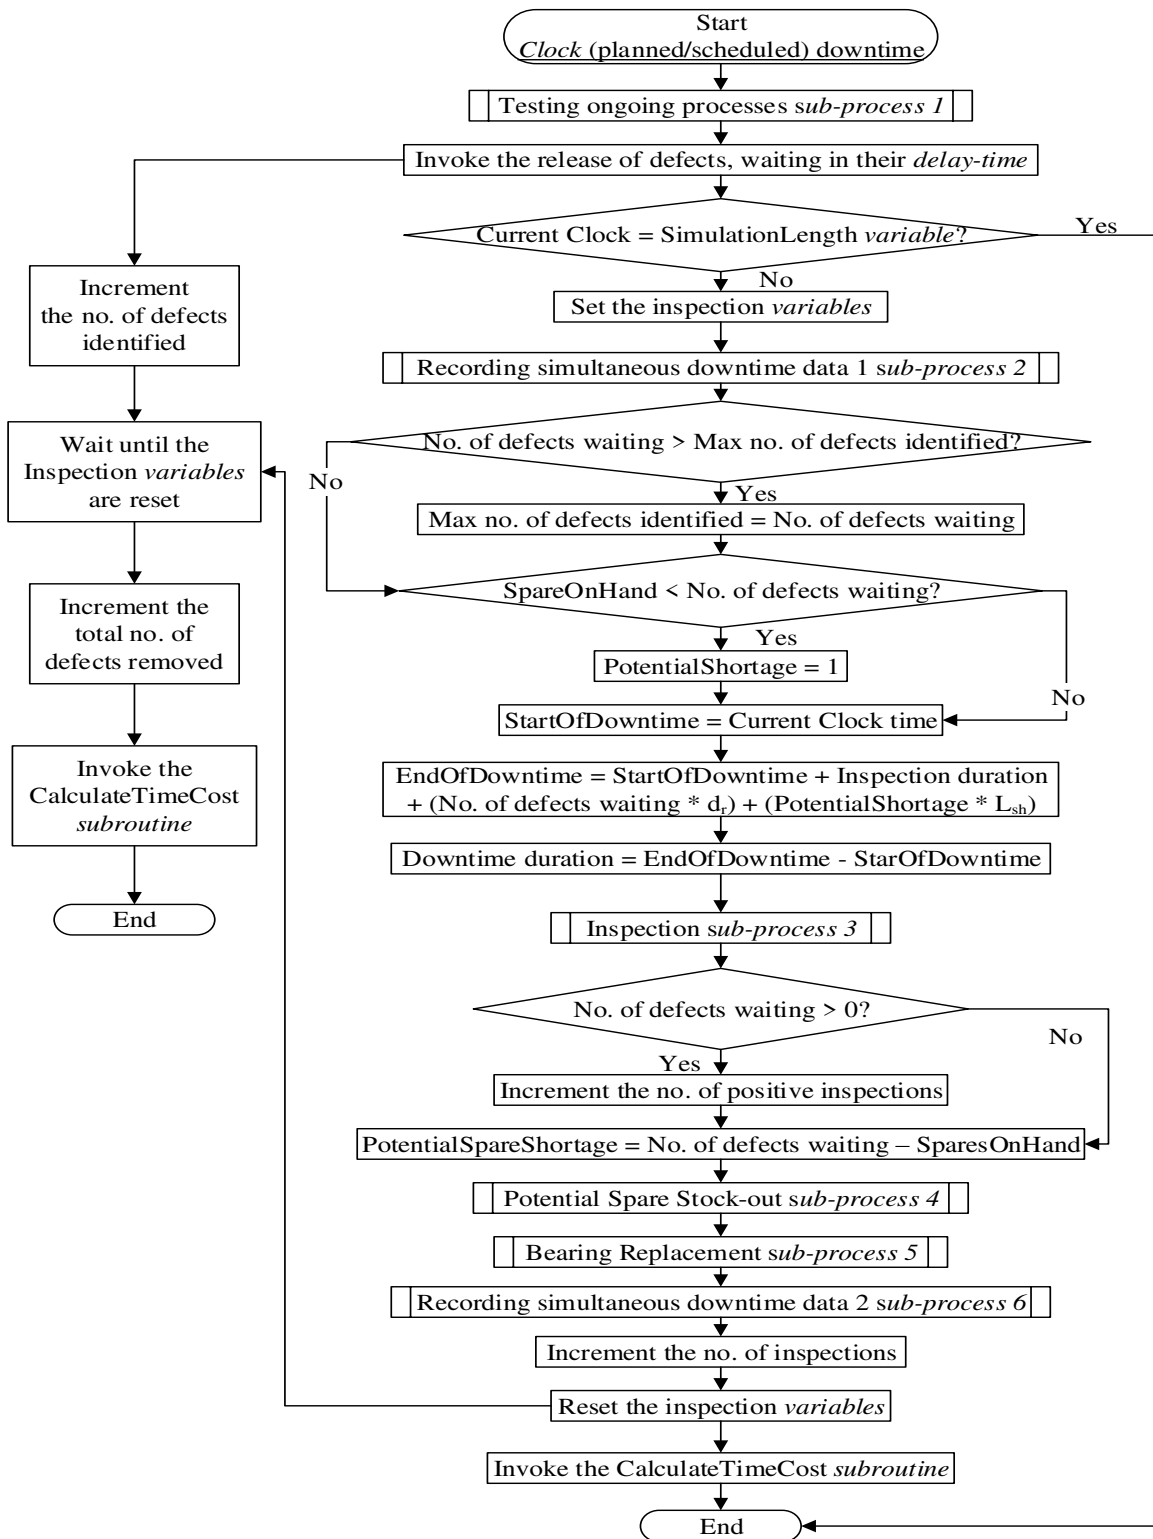 Start
Clock (planned/scheduled) downtime
Testing ongoing processes sub-process 1
Invoke the release of defects, waiting in their delay-time
Current Clock = SimulationLength variable?
Yes
No
Set the inspection variables
Recording simultaneous downtime data 1 sub-process 2
No. of defects waiting > Max no. of defects identified?
No
Yes
Max no. of defects identified = No. of defects waiting
SpareOnHand < No. of defects waiting?
Yes
No
PotentialShortage = 1
StartOfDowntime = Current Clock time
EndOfDowntime = StartOfDowntime + Inspection duration
+ (No. of defects waiting * dr) + (PotentialShortage * Lsh)
Downtime duration = EndOfDowntime - StarOfDowntime
Inspection sub-process 3
No. of defects waiting > 0?
No
Yes
Increment the no. of positive inspections
PotentialSpareShortage = No. of defects waiting – SparesOnHand
Potential Spare Stock-out sub-process 4
Bearing Replacement sub-process 5
Recording simultaneous downtime data 2 sub-process 6
Increment the no. of inspections
Reset the inspection variables
Invoke the CalculateTimeCost subroutine
End
Increment
the no. of defects
identified
Wait until the
Inspection variables
are reset
Increment the
total no. of
defects removed
Invoke the
CalculateTimeCost
subroutine
End